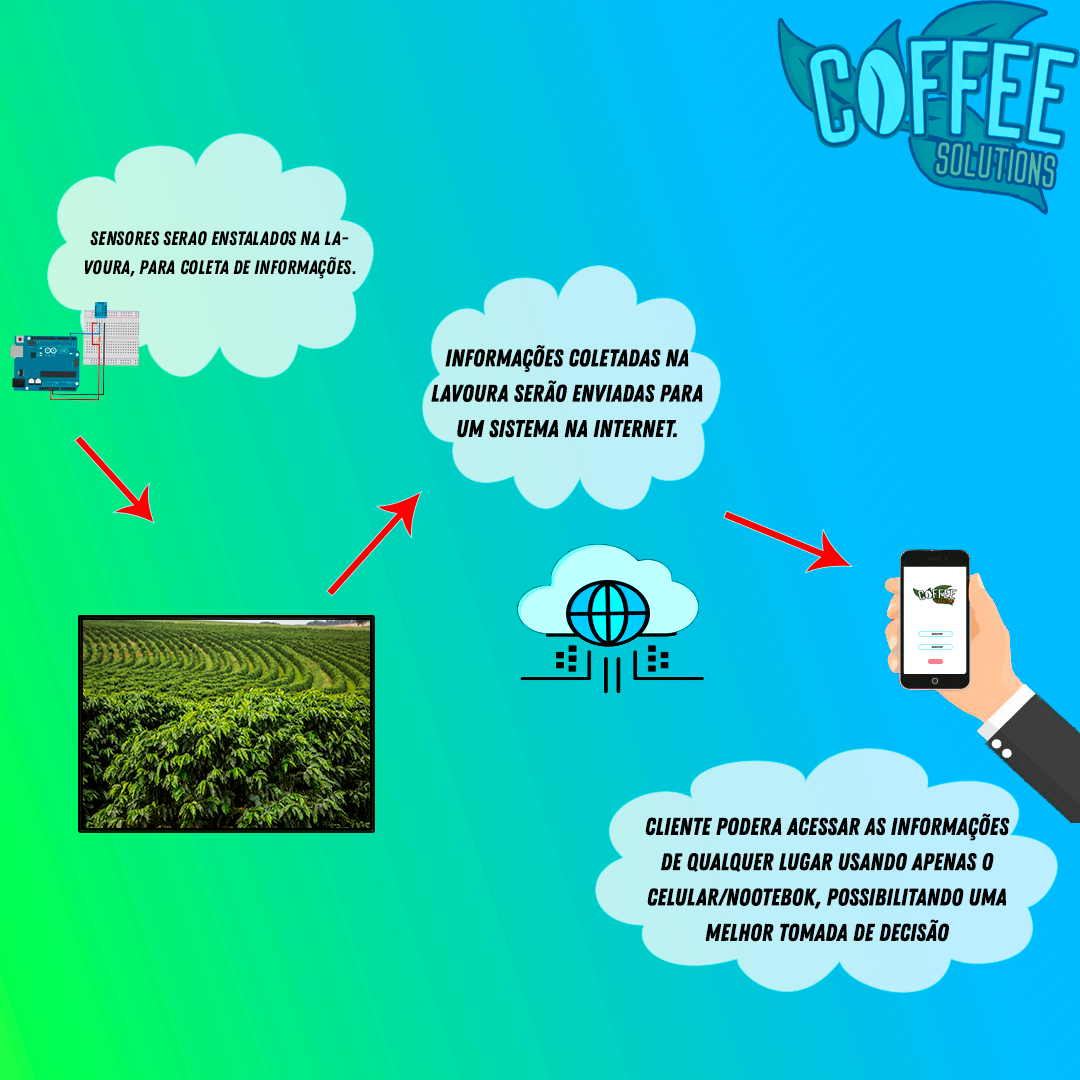 COFFEE
SOLUTIONS
SENSORES SERAO ENSTALADOS NA LA-
VOURA, PARA COLETA DE INFORMAÇÕES.
INFORMAÇÕES COLETADAS NA
LAVOURA SERÃO ENVIADAS PARA
UM SISTEMA NA INTERNET.
COFFEE
CLIENTE PODERA ACESSAR AS INFORMAÇÕES
DE QUALQUER LUGAR USANDO APENAS O
CELULAR/NOOTEBOK, POSSIBILITANDO UMA
MELHOR TOMADA DE DECISÃO